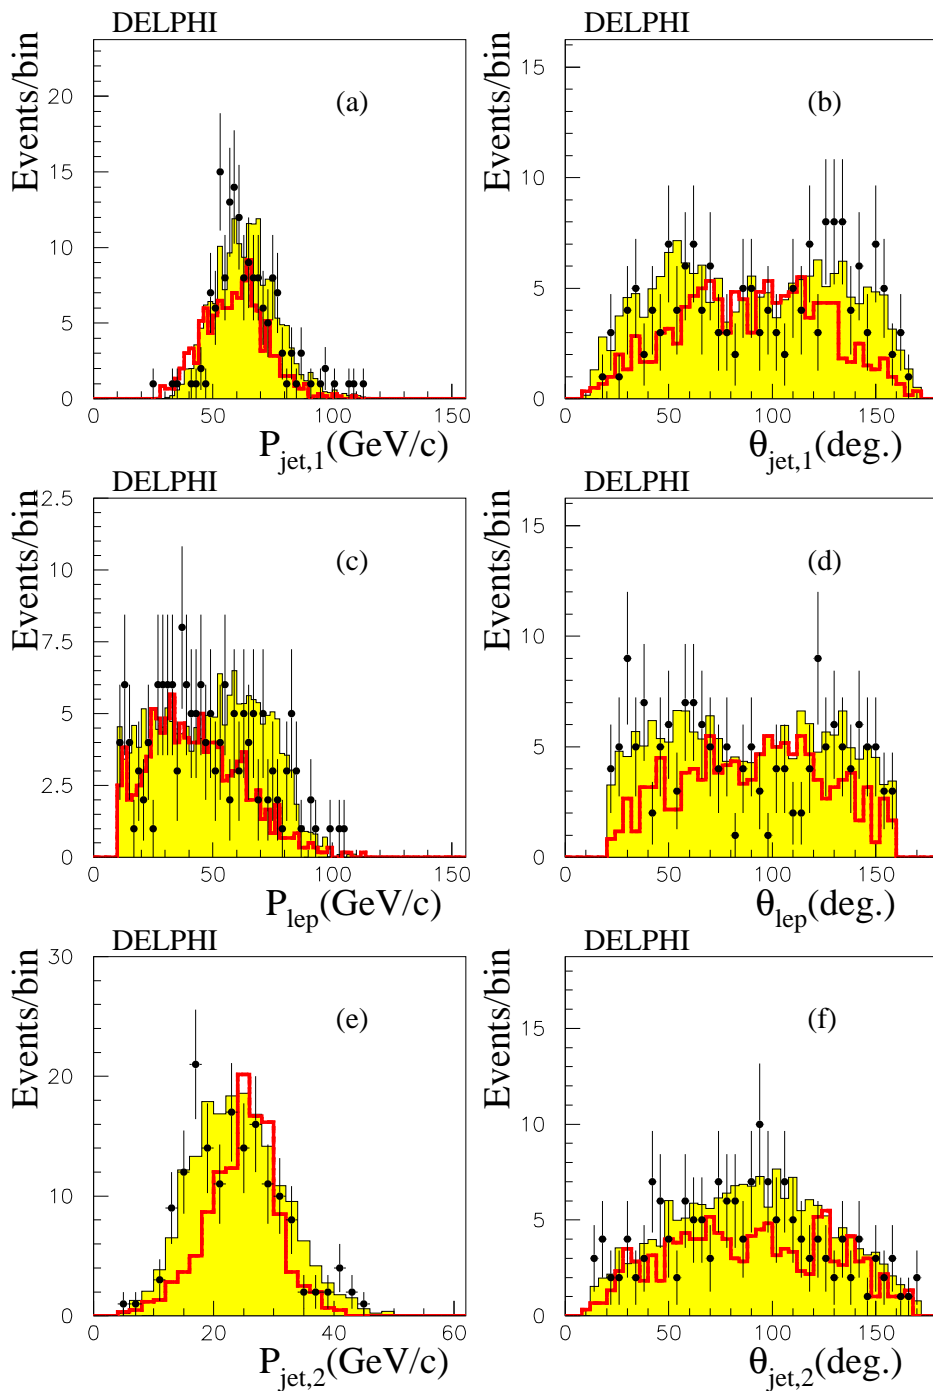 DELPHI
Events/bin
(a)
20
15
10
5
0
0 50 100 150
P_jet,1(GeV/c)
DELPHI
Events/bin
(b)
15
10
5
0
0 50 100 150
θ_jet,1(deg.)
DELPHI
Events/bin
(c)
12.5
10
7.5
5
2.5
0
0 50 100 150
P_lep(GeV/c)
DELPHI
Events/bin
(d)
15
10
5
0
0 50 100 150
θ_lep(deg.)
DELPHI
Events/bin
(e)
30
20
10
0
0 20 40 60
P_jet,2(GeV/c)
DELPHI
Events/bin
(f)
15
10
5
0
0 50 100 150
θ_jet,2(deg.)